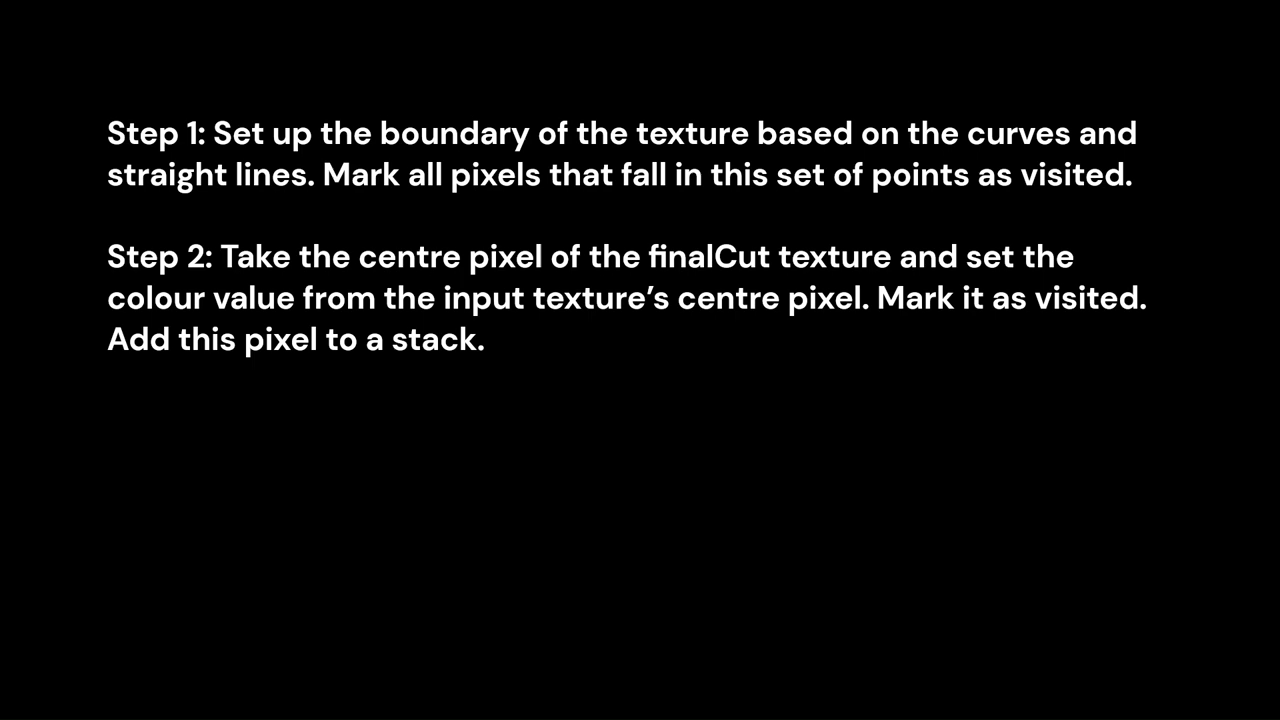 Step 1: Set up the boundary of the texture based on the curves and
straight lines. Mark all pixels that fall in this set of points as visited.
Step 2: Take the centre pixel of the finalCut texture and set the
colour value from the input texture’s centre pixel. Mark it as visited.
Add this pixel to a stack.